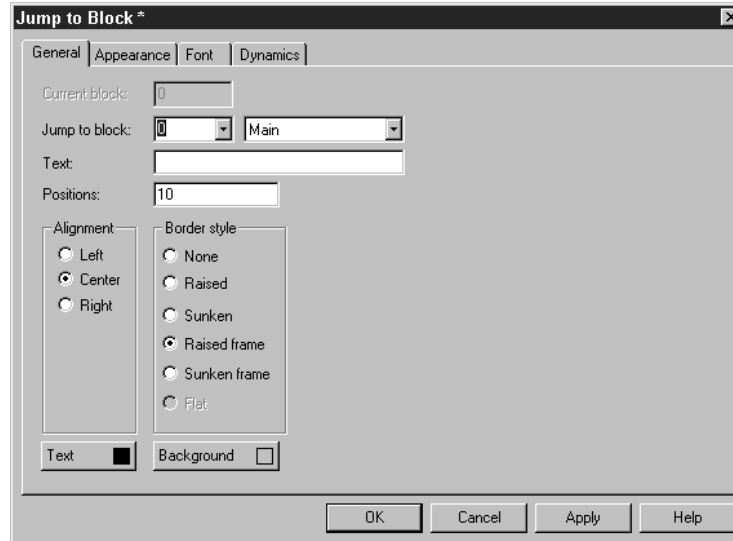 Jump to Block *
General Appearance Font Dynamics
Current block: 0
Jump to block: 0 Main
Text:
Positions: 10
Alignment
Left
Center
Right
Border style
None
Raised
Sunken
Raised frame
Sunken frame
Flat
Text Background
OK Cancel Apply Help